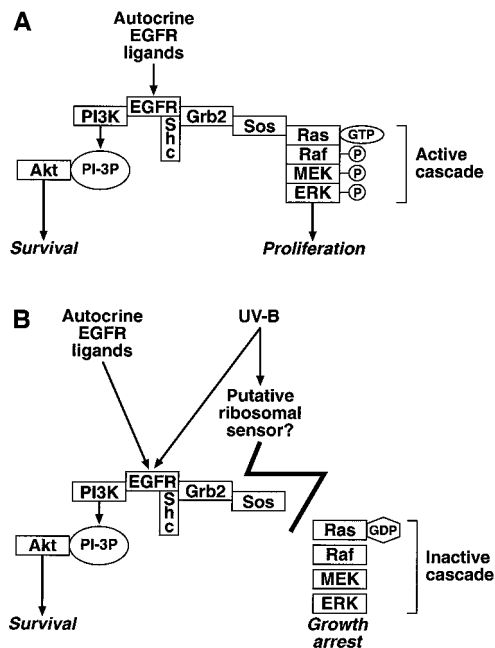 A
Autocrine
EGFR
ligands
PI3K
EGFR
Shc
Grb2
Sos
Ras
GTP
Raf
P
MEK
P
ERK
P
Active
cascade
Akt
PI-3P
Survival
Proliferation
B
Autocrine
EGFR
ligands
UV-B
Putative
ribosomal
sensor?
PI3K
EGFR
Shc
Grb2
Sos
Akt
PI-3P
Ras
GDP
Raf
MEK
ERK
Inactive
cascade
Survival
Growth
arrest